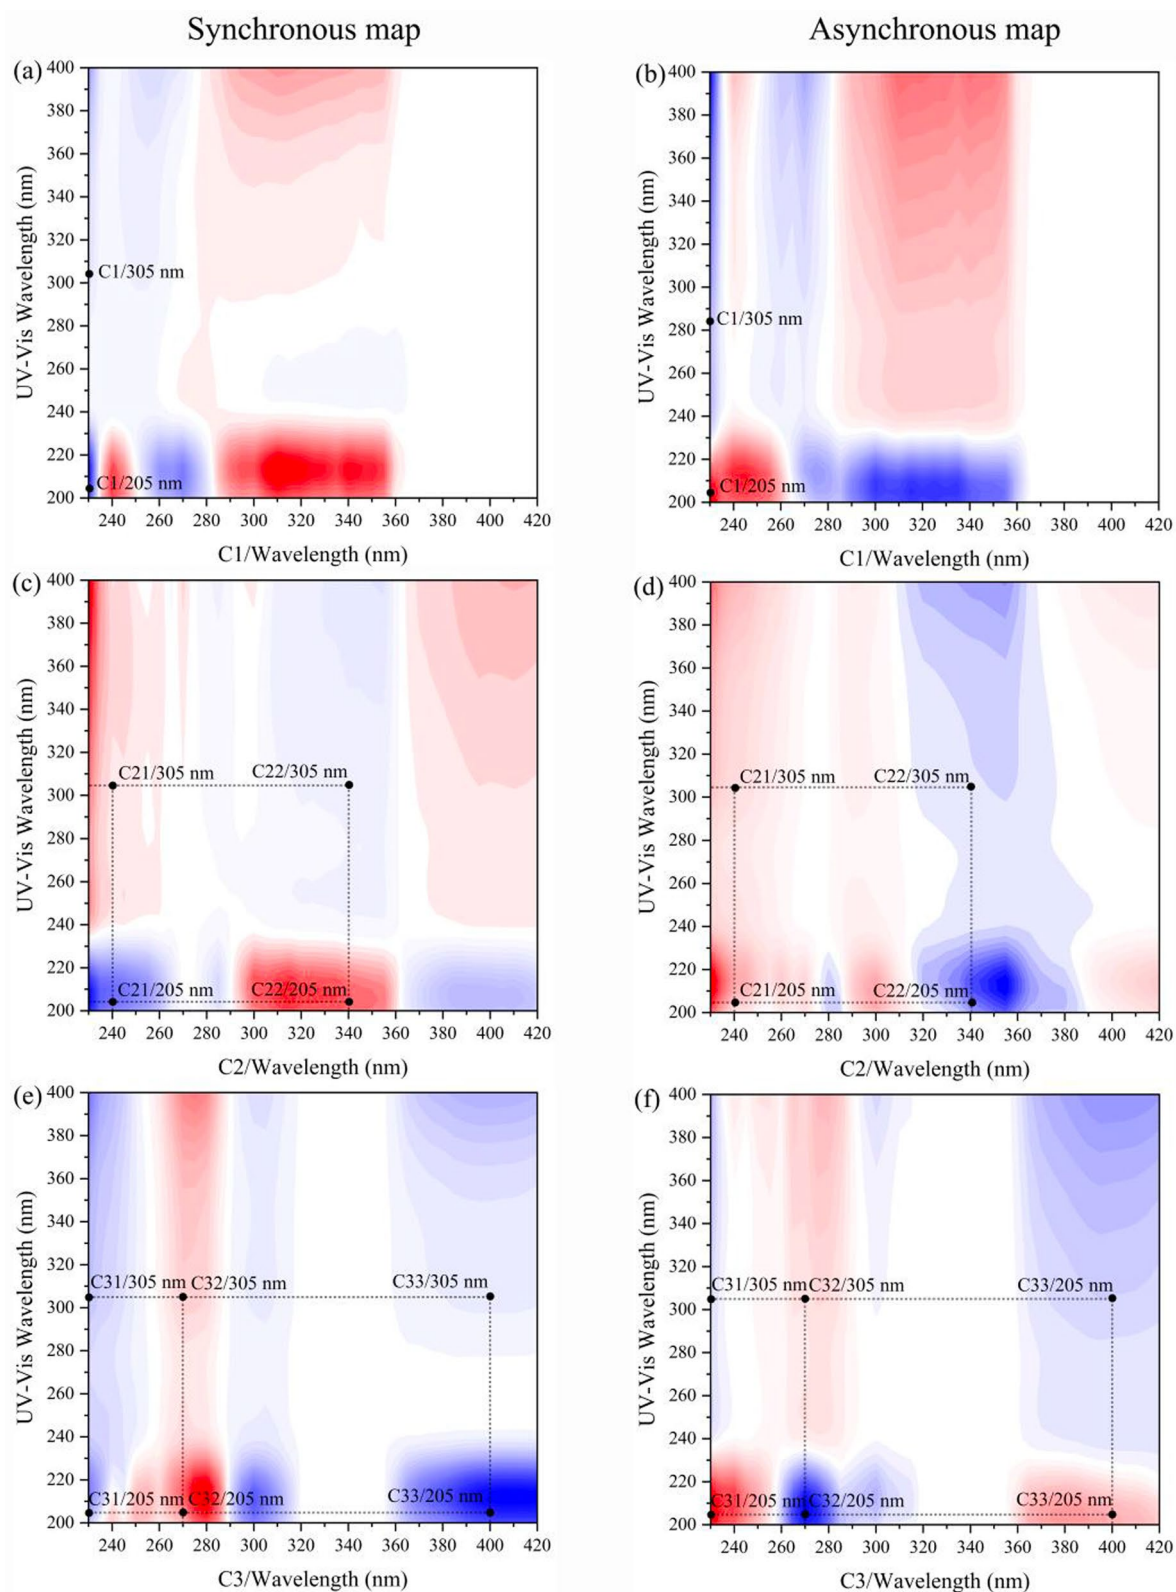 Synchronous map
Asynchronous map
(a)
400
380
360
340
320
300
280
260
240
220
200
UV-Vis Wavelength (nm)
C1/305 nm
C1/205 nm
240 260 280 300 320 340 360 380 400 420
C1/Wavelength (nm)
(b)
400
380
360
340
320
300
280
260
240
220
200
UV-Vis Wavelength (nm)
C1/305 nm
C1/205 nm
240 260 280 300 320 340 360 380 400 420
C1/Wavelength (nm)
(c)
400
380
360
340
320
300
280
260
240
220
200
UV-Vis Wavelength (nm)
C21/305 nm C22/305 nm
C21/205 nm C22/205 nm
240 260 280 300 320 340 360 380 400 420
C2/Wavelength (nm)
(d)
400
380
360
340
320
300
280
260
240
220
200
UV-Vis Wavelength (nm)
C21/305 nm C22/305 nm
C21/205 nm C22/205 nm
240 260 280 300 320 340 360 380 400 420
C2/Wavelength (nm)
(e)
400
380
360
340
320
300
280
260
240
220
200
UV-Vis Wavelength (nm)
C31/305 nm C32/305 nm C33/305 nm
C31/205 nm C32/205 nm C33/205 nm
240 260 280 300 320 340 360 380 400 420
C3/Wavelength (nm)
(f)
400
380
360
340
320
300
280
260
240
220
200
UV-Vis Wavelength (nm)
C31/305 nm C32/305 nm C33/205 nm
C31/205 nm C32/205 nm C33/205 nm
240 260 280 300 320 340 360 380 400 420
C3/Wavelength (nm)